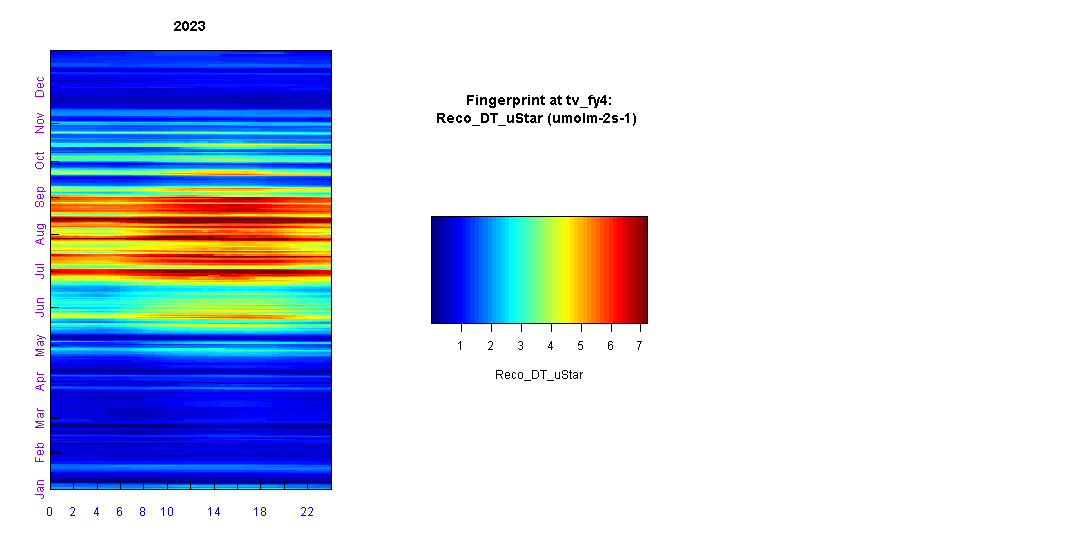 2023
Fingerprint at tv_fy4:
Reco_DT_uStar (umolm-2s-1)
Dec
Nov
Oct
Sep
Aug
Jul
Jun
May
Apr
Mar
Feb
Jan
0 2 4 6 8 10 14 18 22
1 2 3 4 5 6 7
Reco_DT_uStar